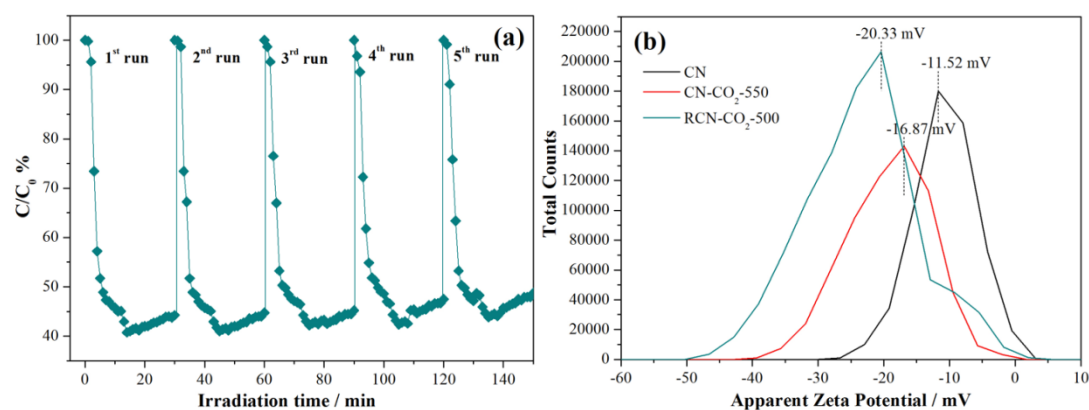 (a)
1st run 2nd run 3rd run 4th run 5th run
100
90
80
70
60
50
40
C/C0 %
0 20 40 60 80 100 120 140
Irradiation time / min
(b)
-20.33 mV
-11.52 mV
-16.87 mV
CN
CN-CO2-550
RCN-CO2-500
220000
200000
180000
160000
140000
120000
100000
80000
60000
40000
20000
0
Total Counts
-60 -50 -40 -30 -20 -10 0 10
Apparent Zeta Potential / mV